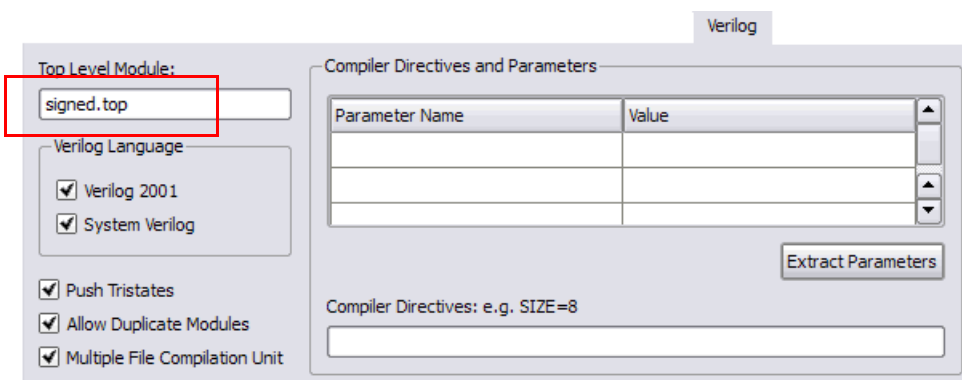 Verilog
Top Level Module:
signed.top
Verilog Language
Verilog 2001
System Verilog
Push Tristates
Allow Duplicate Modules
Multiple File Compilation Unit
Compiler Directives and Parameters
Parameter Name Value
Extract Parameters
Compiler Directives: e.g. SIZE=8